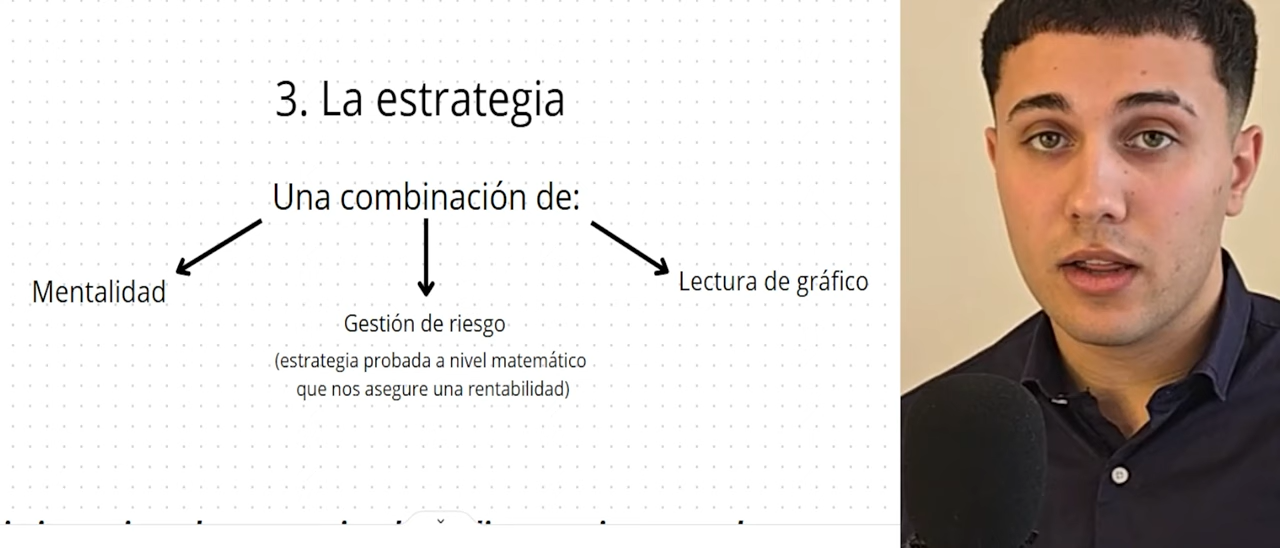 3. La estrategia
Una combinación de:
Mentalidad
Lectura de gráfico
Gestión de riesgo
(estrategia probada a nivel matemático
que nos asegure una rentabilidad)